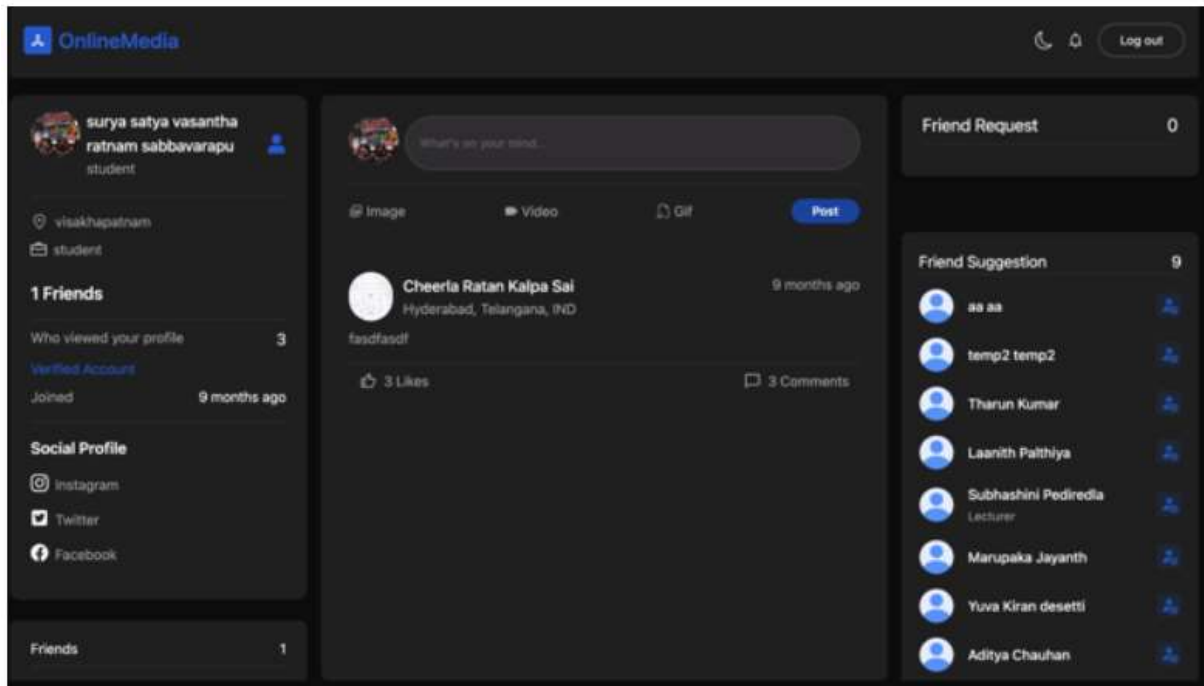 OnlineMedia
Log out
surya satya vasantha
ratnam sabbavarapu
student
visakhapatnam
student
1 Friends
Who viewed your profile 3
Verified Account
Joined 9 months ago
Social Profile
Instagram
Twitter
Facebook
Friends 1
What's on your mind...
Image Video Gif Post
Cheerla Ratan Kalpa Sai 9 months ago
Hyderabad, Telangana, IND
fasdfasdf
3 Likes 3 Comments
Friend Request 0
Friend Suggestion 9
aa aa
temp2 temp2
Tharun Kumar
Laanith Palthiya
Subhashini Pediredla
Lecturer
Marupaka Jayanth
Yuva Kiran desetti
Aditya Chauhan